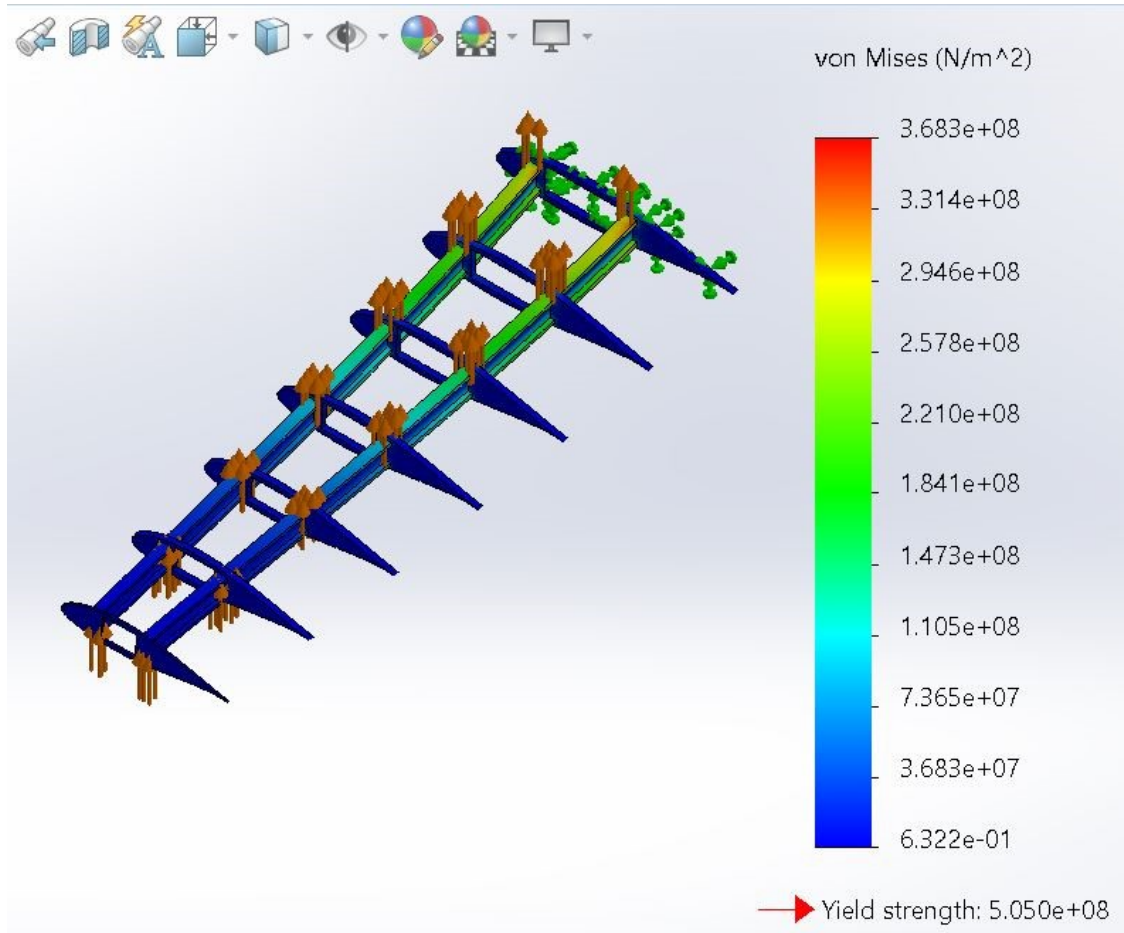 von Mises (N/m^2)
3.683e+08
3.314e+08
2.946e+08
2.578e+08
2.210e+08
1.841e+08
1.473e+08
1.105e+08
7.365e+07
3.683e+07
6.322e-01
Yield strength: 5.050e+08